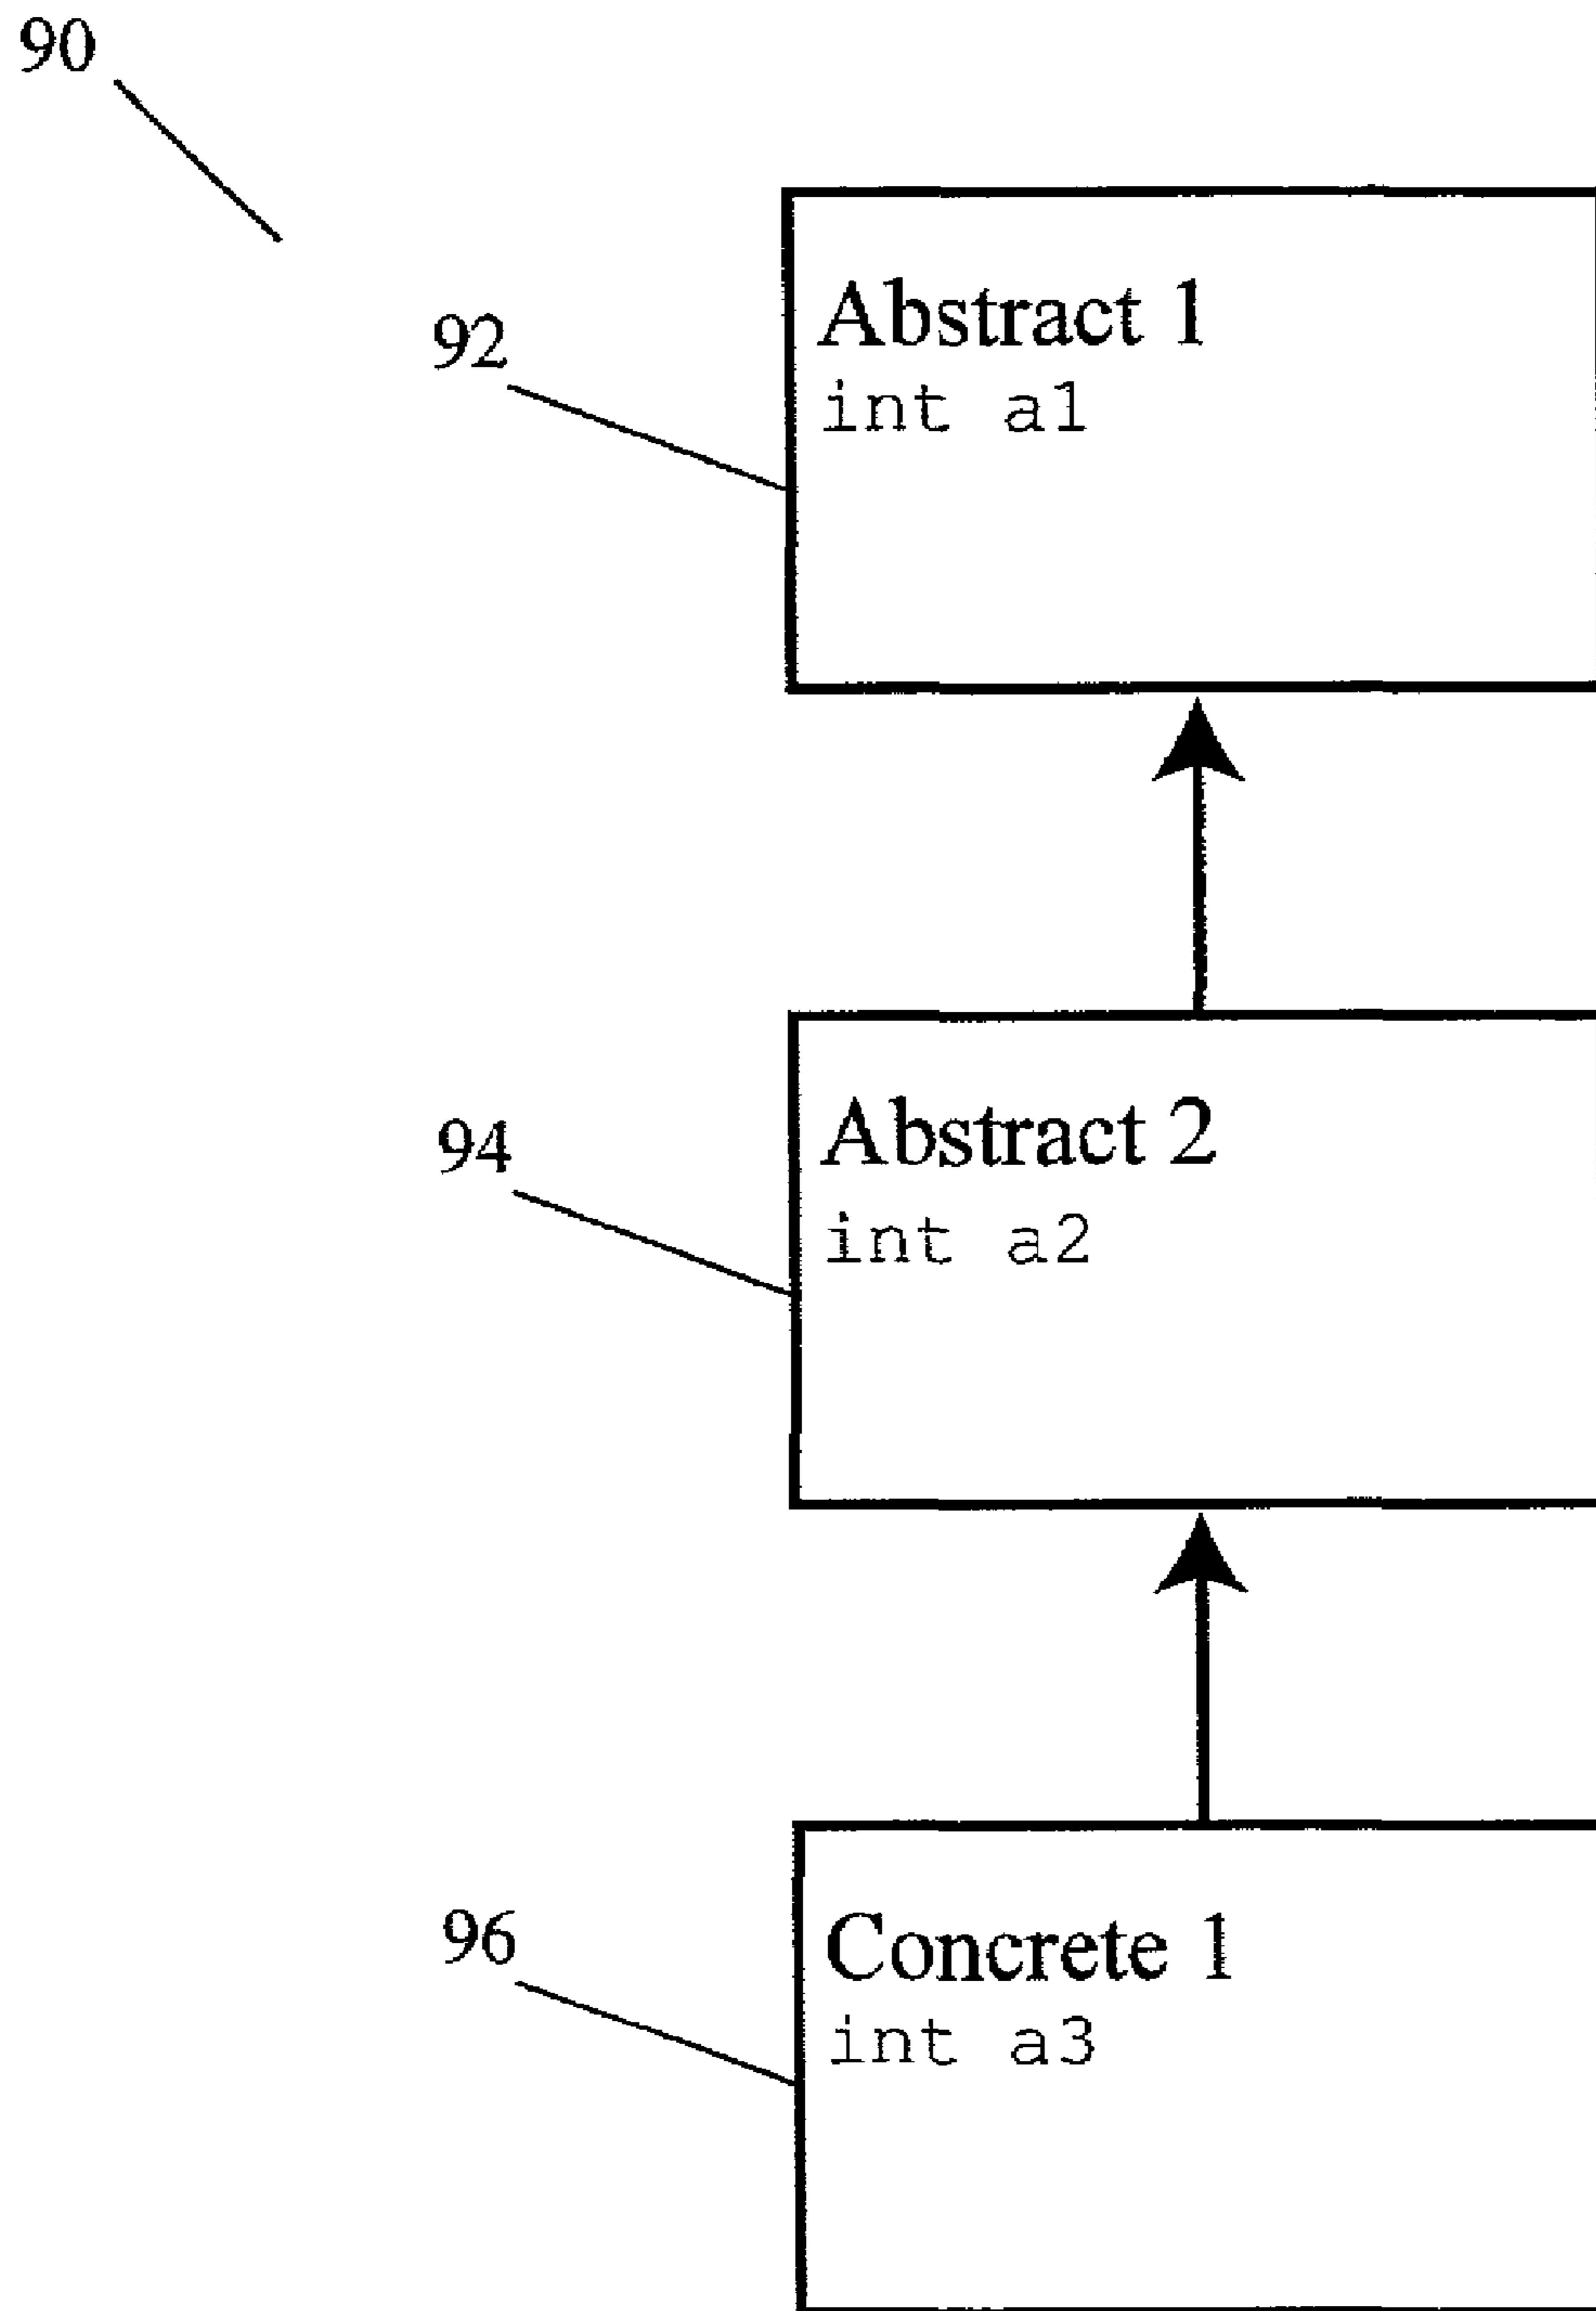 90
92
Abstract 1
int a1
94
Abstract 2
int a2
96
Concrete 1
int a3